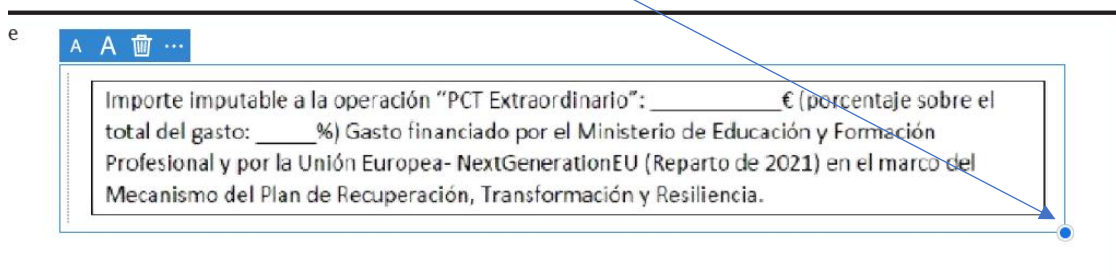 e
A A ...
Importe imputable a la operación “PCT Extraordinario”: ___________€ (porcentaje sobre el
total del gasto: _____%) Gasto financiado por el Ministerio de Educación y Formación
Profesional y por la Unión Europea- NextGenerationEU (Reparto de 2021) en el marco del
Mecanismo del Plan de Recuperación, Transformación y Resiliencia.